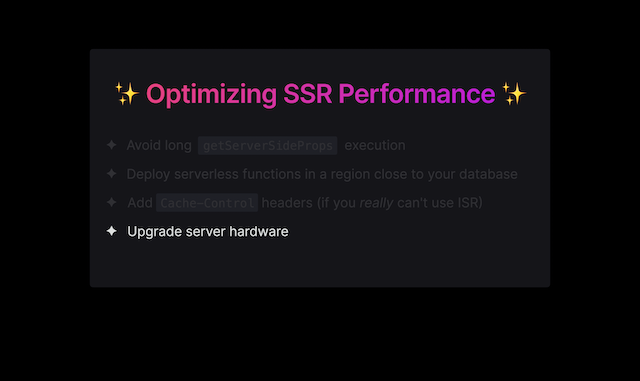 ✨ Optimizing SSR Performance ✨
✦ Avoid long getServerSideProps execution
✦ Deploy serverless functions in a region close to your database
✦ Add Cache-Control headers (if you really can't use ISR)
✦ Upgrade server hardware